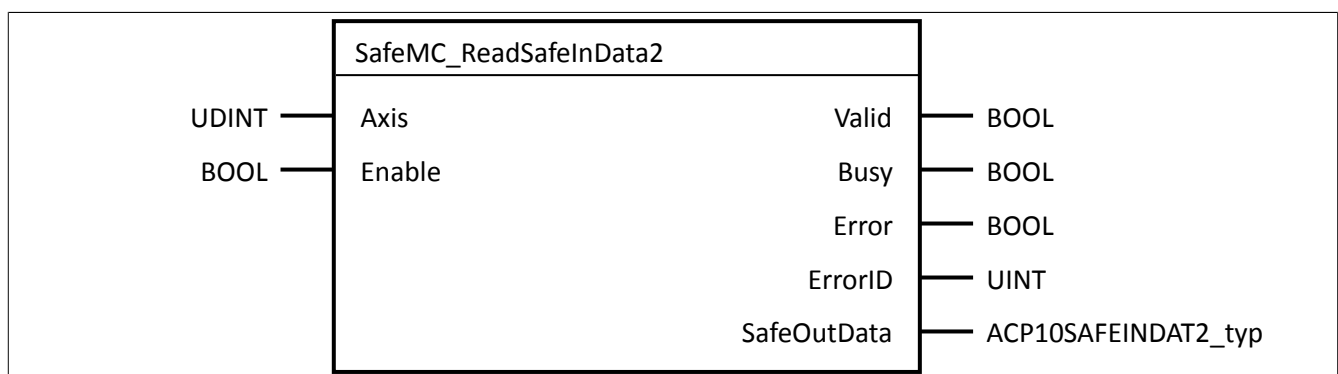 SafeMC_ReadSafeInData2
UDINT Axis Valid BOOL
BOOL Enable Busy BOOL
Error BOOL
ErrorID UINT
SafeOutData ACP10SAFEINDAT2_typ